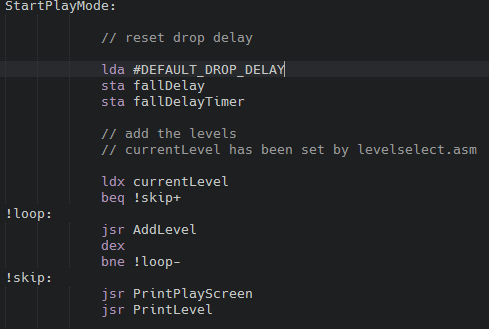 StartPlayMode:
// reset drop delay
lda #DEFAULT_DROP_DELAY
sta fallDelay
sta fallDelayTimer
// add the levels
// currentLevel has been set by levelselect.asm
ldx currentLevel
beq !skip+
!loop:
jsr AddLevel
dex
bne !loop-
!skip:
jsr PrintPlayScreen
jsr PrintLevel